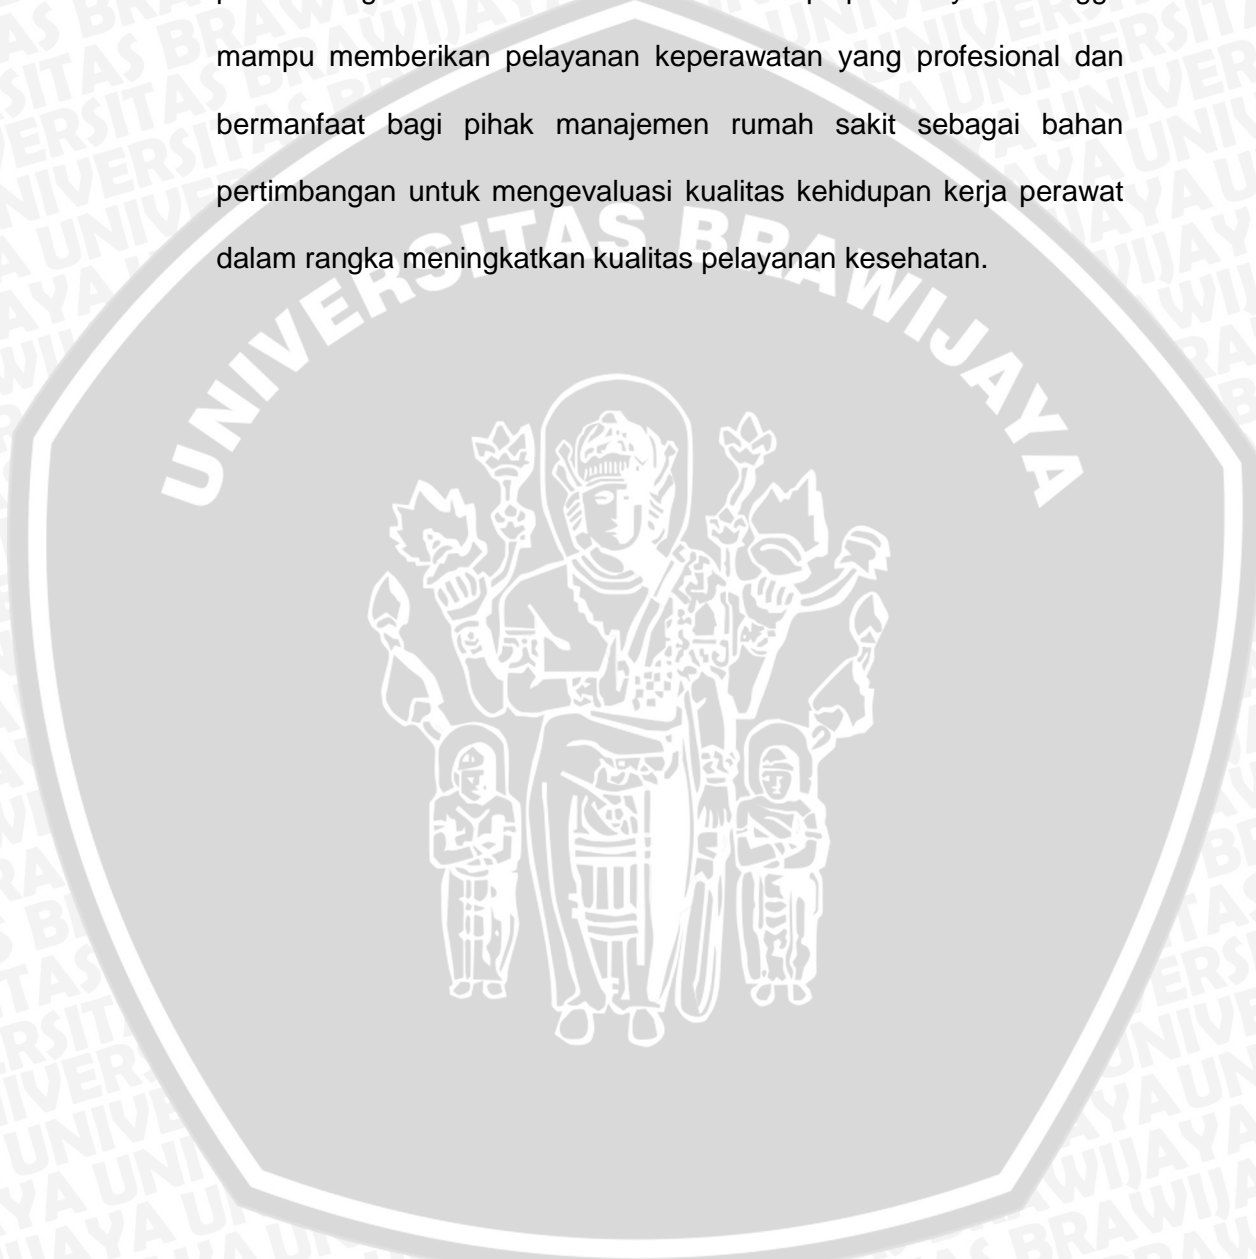 mampu memberikan pelayanan keperawatan yang profesional dan
bermanfaat bagi pihak manajemen rumah sakit sebagai bahan
pertimbangan untuk mengevaluasi kualitas kehidupan kerja perawat
dalam rangka meningkatkan kualitas pelayanan kesehatan.
UNIVERSITAS BRAWIJAYA